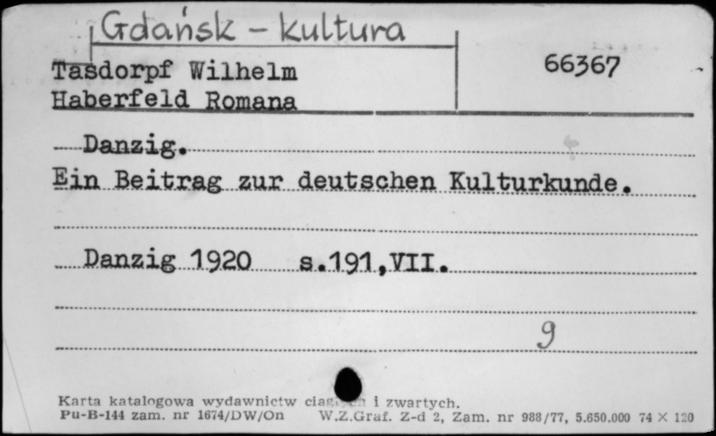 Gdańsk - kultura
Tasdorpf Wilhelm
66367
Haberfeld Romana
Danzig.
Ein Beitrag zur deutschen Kulturkunde.
Danzig 1920 s.191,VII.
9
Karta katalogowa wydawnictw i zwartych.
Pu-B-144 zam. nr 1674/DW/On W.Z.Graf. Z-d 2, Zam. nr 988/77, 5.650.000 74 X 120